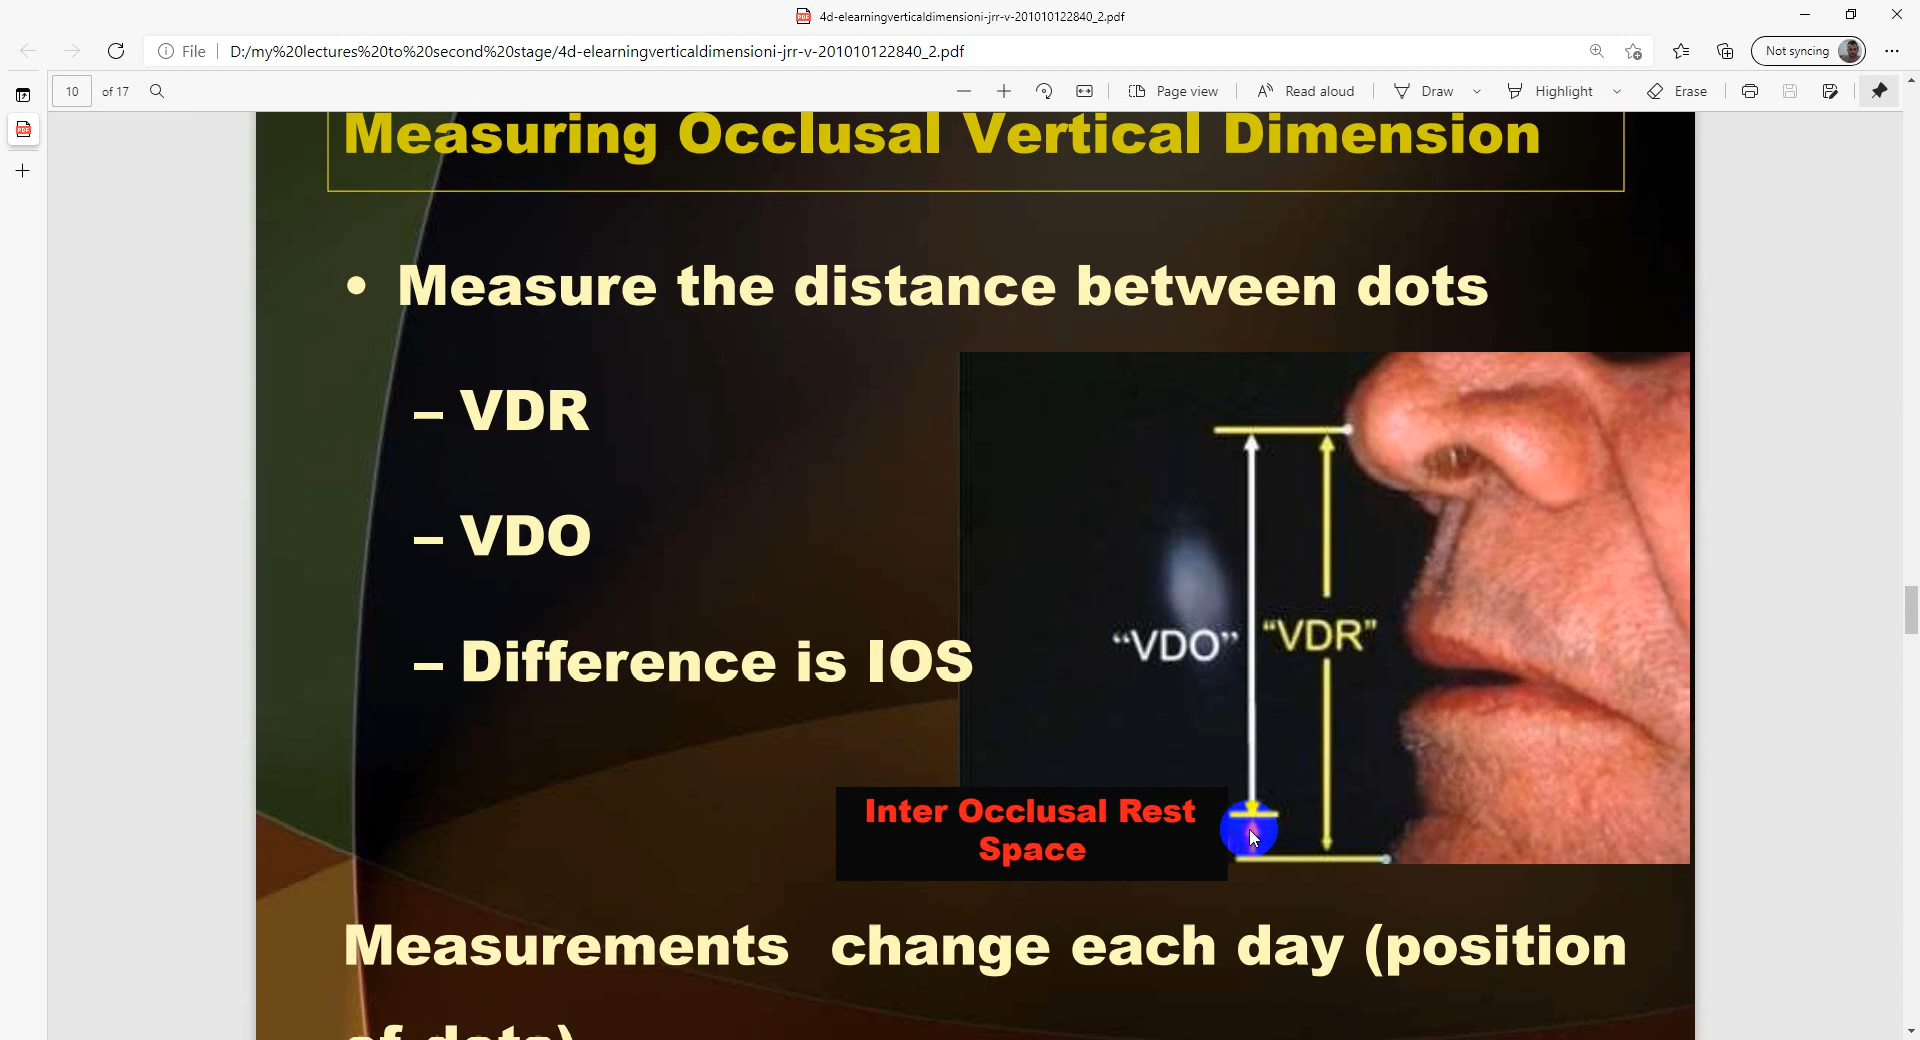 4d-elearningverticaldimensioni-jrr-v-201010122840_2.pdf
File
D:/my%20lectures%20to%20second%20stage/4d-elearningverticaldimensioni-jrr-v-201010122840_2.pdf
Not syncing
10 of 17
Page view
Read aloud
Draw
Highlight
Erase
Measuring Occlusal Vertical Dimension
• Measure the distance between dots
– VDR
– VDO
– Difference is IOS
“VDO” “VDR”
Inter Occlusal Rest
Space
Measurements change each day (position
of dots)